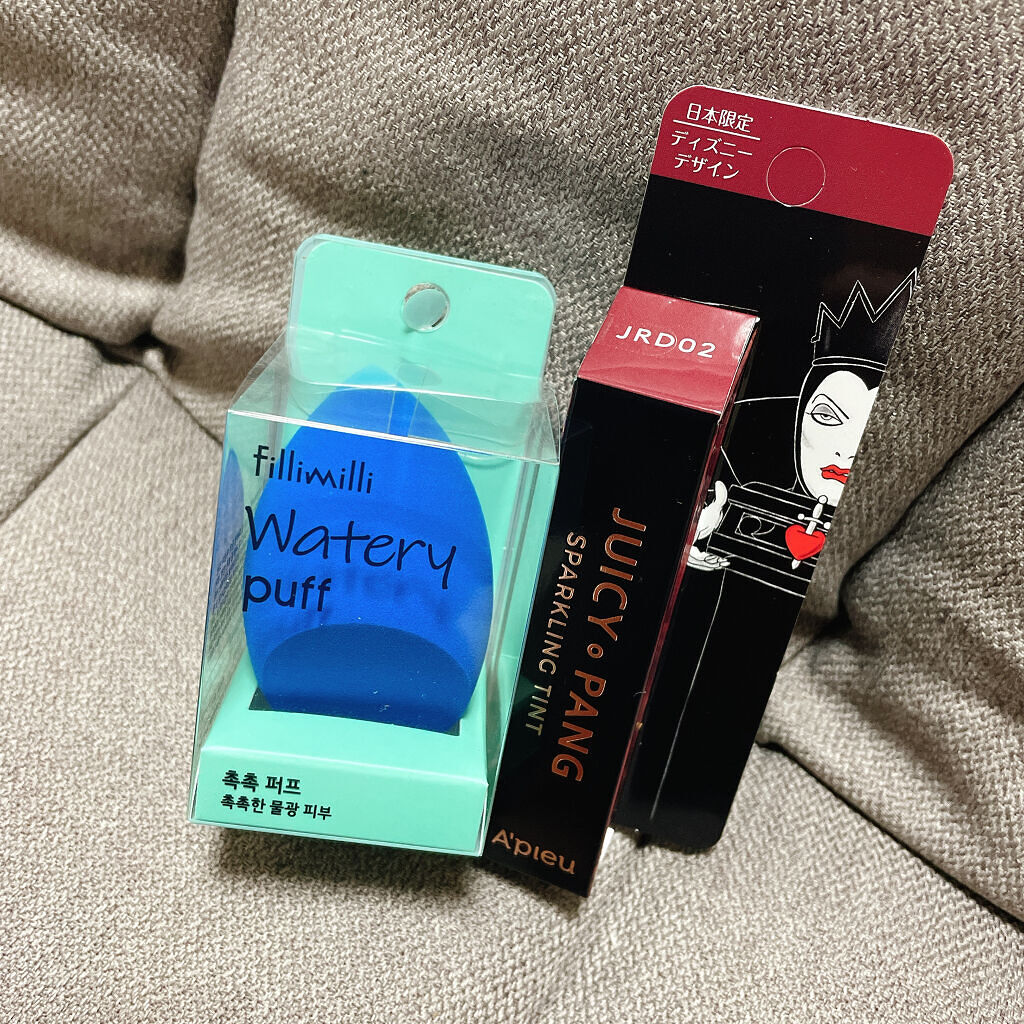 fillimilli
Watery
puff
촉촉 퍼프
촉촉한 물광 피부
日本限定
ディズニー
デザイン
JRD02
JUICY PANG
SPARKLING TINT
A'pieu